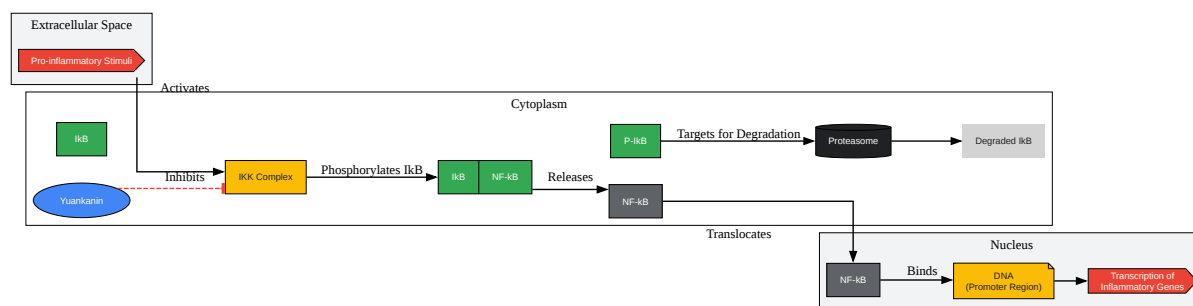 Extracellular Space
Pro-inflammatory Stimuli
Activates
Cytoplasm
IkB
P-IkB
Targets for Degradation
Proteasome
Degraded IkB
Yuankanin
Inhibits
IKK Complex
Phosphorylates IkB
IkB
NF-kB
Releases
NF-kB
Translocates
Nucleus
NF-kB
Binds
DNA
(Promoter Region)
Transcription of
Inflammatory Genes